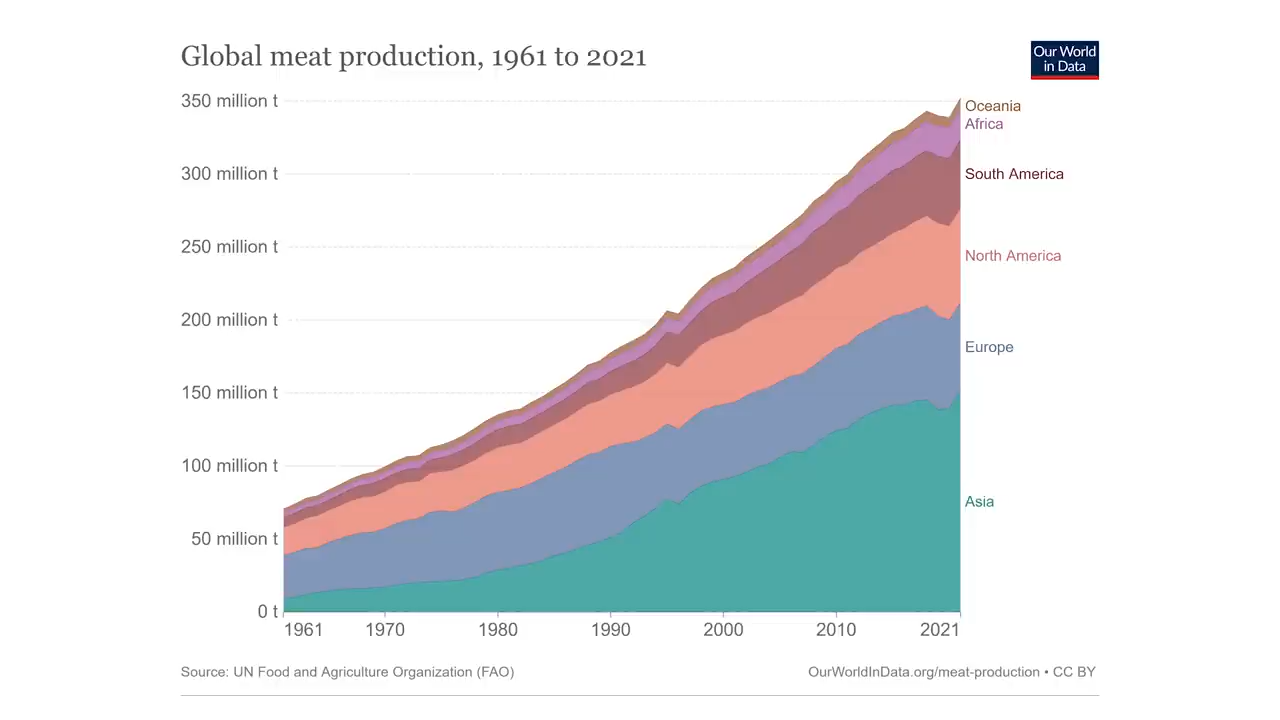 Global meat production, 1961 to 2021
Our World
in Data
350 million t
300 million t
250 million t
200 million t
150 million t
100 million t
50 million t
0 t
Oceania
Africa
South America
North America
Europe
Asia
1961 1970 1980 1990 2000 2010 2021
Source: UN Food and Agriculture Organization (FAO)
OurWorldInData.org/meat-production • CC BY